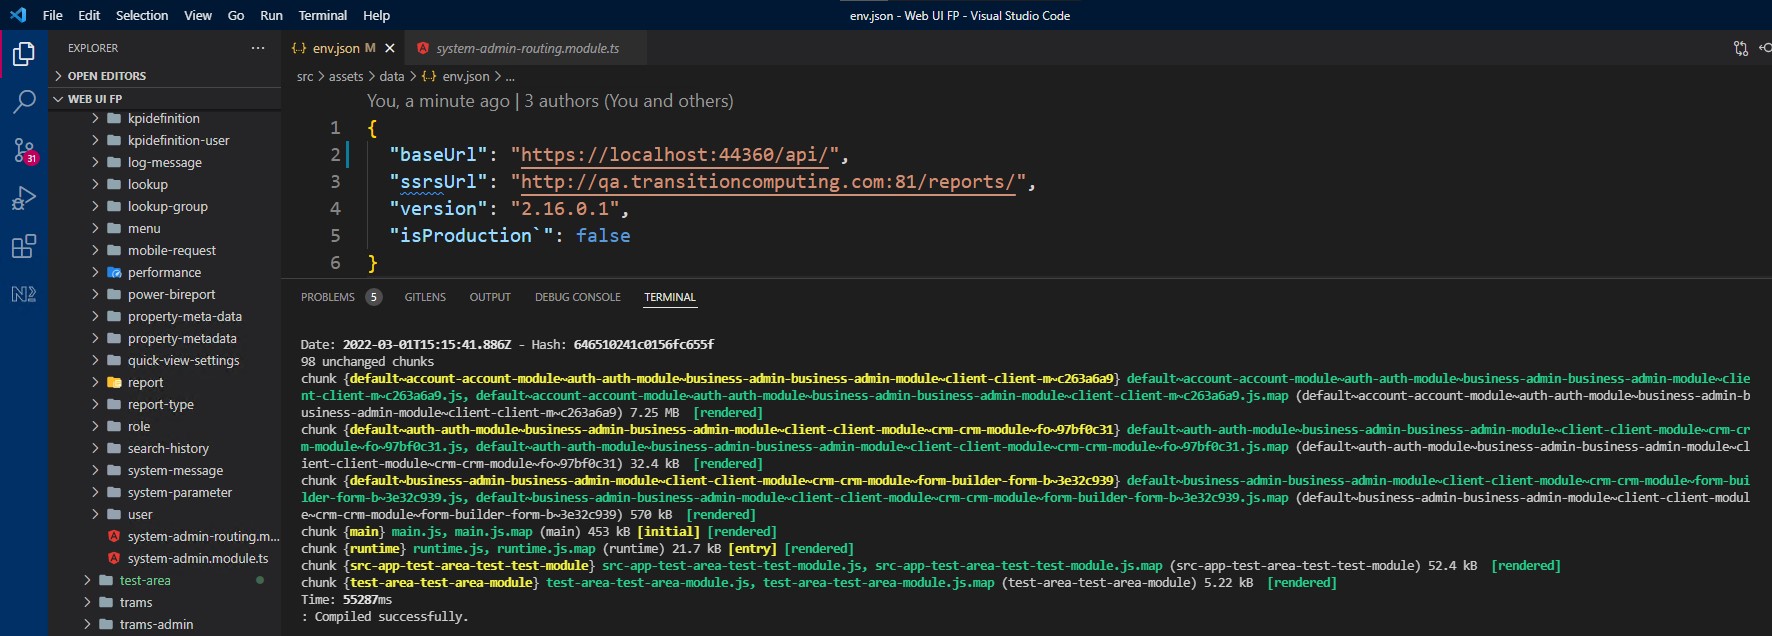 File Edit Selection View Go Run Terminal Help
env.json - Web UI FP - Visual Studio Code
EXPLORER ...
OPEN EDITORS
WEB UI FP
kpidefinition
kpidefinition-user
log-message
lookup
lookup-group
menu
mobile-request
performance
power-bireport
property-meta-data
property-metadata
quick-view-settings
report
report-type
role
search-history
system-message
system-parameter
user
system-admin-routing.m...
system-admin.module.ts
test-area
trams
trams-admin
31
{..} env.json M system-admin-routing.module.ts
src > assets > data > {..} env.json > ...
You, a minute ago | 3 authors (You and others)
1 {
2 "baseUrl": "https://localhost:44360/api/",
3 "ssrsUrl": "http://qa.transitioncomputing.com:81/reports/",
4 "version": "2.16.0.1",
5 "isProduction`": false
6 }
PROBLEMS 5 GITLENS OUTPUT DEBUG CONSOLE TERMINAL
Date: 2022-03-01T15:15:41.886Z - Hash: 646510241c0156fc655f
98 unchanged chunks
chunk {default~account-account-module~auth-auth-module~business-admin-business-admin-module~client-client-m~c263a6a9} default~account-account-module~auth-auth-module~business-admin-business-admin-module~clie
nt-client-m~c263a6a9.js, default~account-account-module~auth-auth-module~business-admin-business-admin-module~client-client-m~c263a6a9.js.map (default~account-account-module~auth-auth-module~business-admin-b
usiness-admin-module~client-client-m~c263a6a9) 7.25 MB [rendered]
chunk {default~auth-auth-module~business-admin-business-admin-module~client-client-module~crm-crm-module~fo~97bf0c31} default~auth-auth-module~business-admin-business-admin-module~client-client-module~crm-cr
m-module~fo~97bf0c31.js, default~auth-auth-module~business-admin-business-admin-module~client-client-module~crm-crm-module~fo~97bf0c31.js.map (default~auth-auth-module~business-admin-business-admin-module~cl
ient-client-module~crm-crm-module~fo~97bf0c31) 32.4 kB [rendered]
chunk {default~business-admin-business-admin-module~client-client-module~crm-crm-module~form-builder-form-b~3e32c939} default~business-admin-business-admin-module~client-client-module~crm-crm-module~form-bui
lder-form-b~3e32c939.js, default~business-admin-business-admin-module~client-client-module~crm-crm-module~form-builder-form-b~3e32c939.js.map (default~business-admin-business-admin-module~client-client-modul
e~crm-crm-module~form-builder-form-b~3e32c939) 570 kB [rendered]
chunk {main} main.js, main.js.map (main) 453 kB [initial] [rendered]
chunk {runtime} runtime.js, runtime.js.map (runtime) 21.7 kB [entry] [rendered]
chunk {src-app-test-area-test-test-module} src-app-test-area-test-test-module.js, src-app-test-area-test-test-module.js.map (src-app-test-area-test-test-module) 52.4 kB [rendered]
chunk {test-area-test-area-module} test-area-test-area-module.js, test-area-test-area-module.js.map (test-area-test-area-module) 5.22 kB [rendered]
Time: 55287ms
: Compiled successfully.